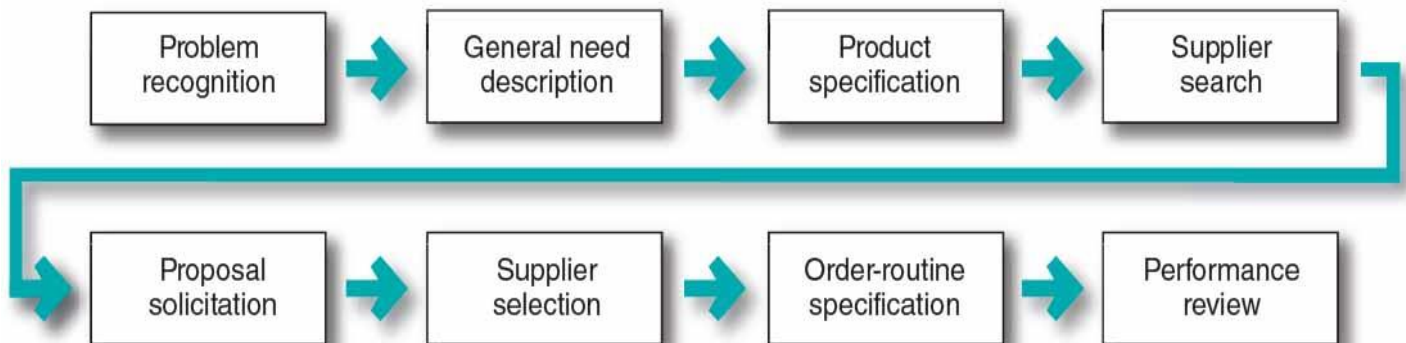 Problem
recognition
General need
description
Product
specification
Supplier
search
Proposal
solicitation
Supplier
selection
Order-routine
specification
Performance
review